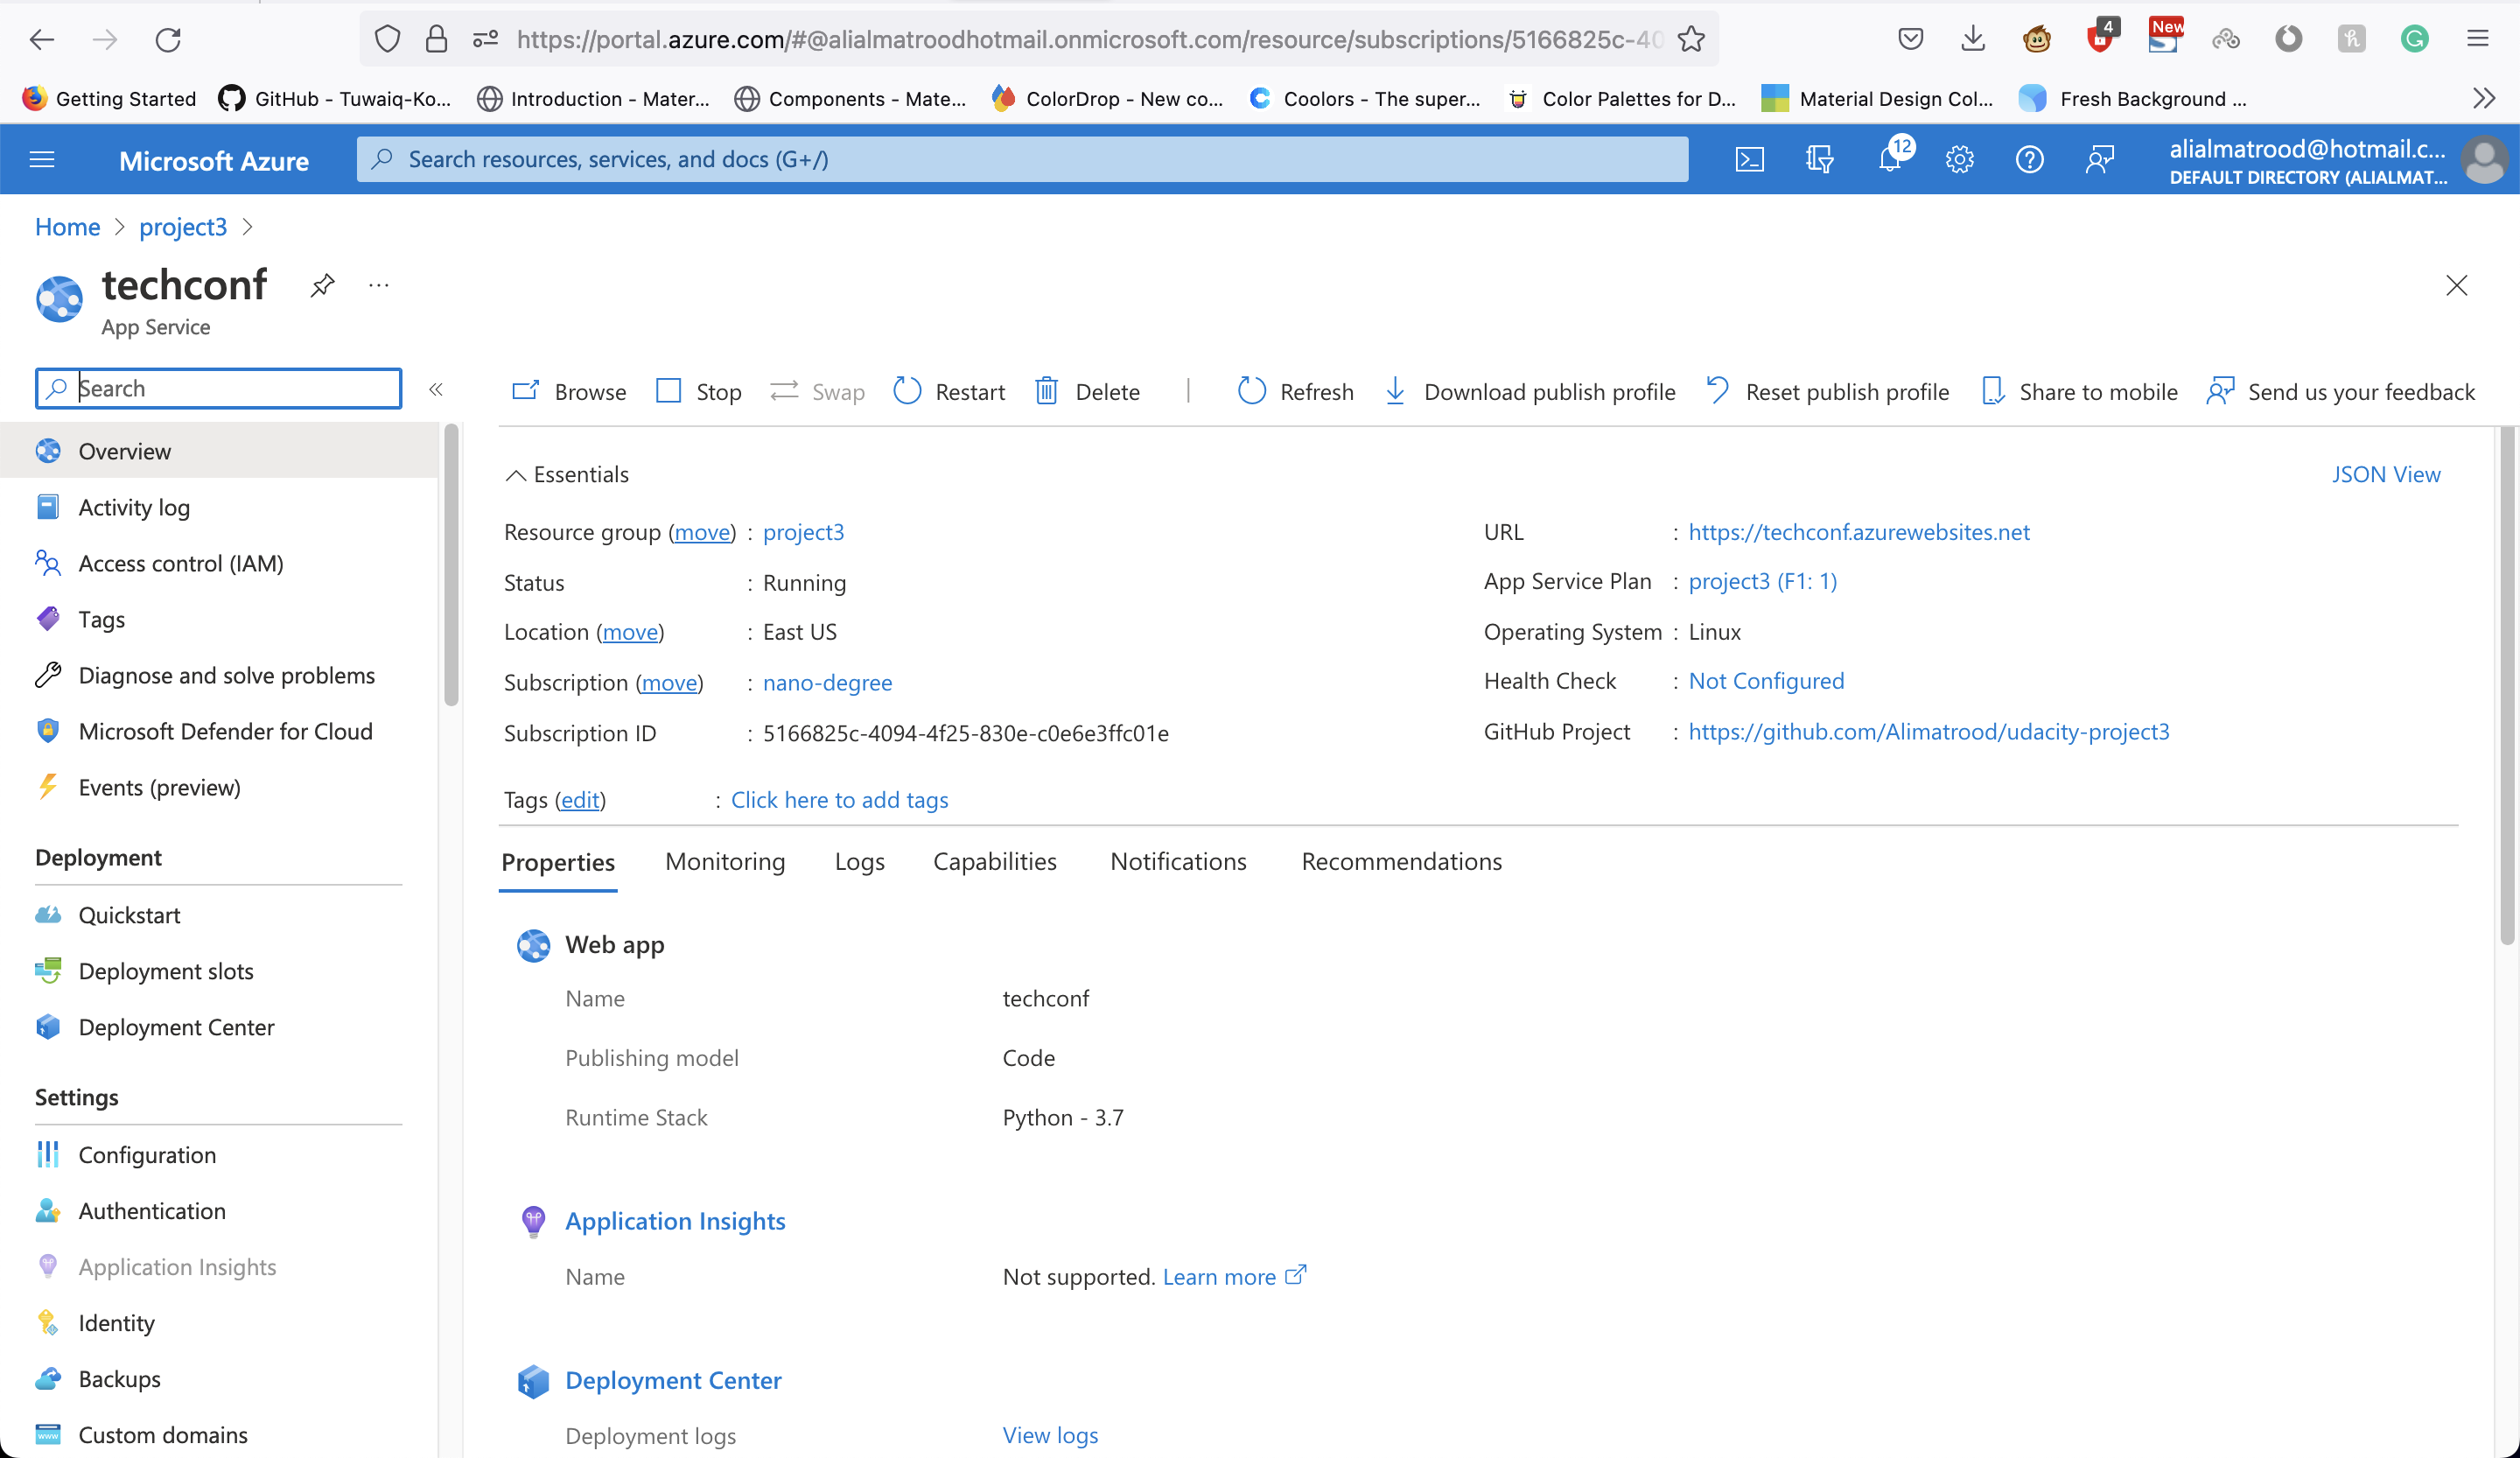 https://portal.azure.com/#@alialmatroodhotmail.onmicrosoft.com/resource/subscriptions/5166825c-40
4
New
Getting Started
GitHub - Tuwaiq-Ko...
Introduction - Mater...
Components - Mate...
ColorDrop - New co...
Coolors - The super...
Color Palettes for D...
Material Design Col...
Fresh Background ...
Microsoft Azure
Search resources, services, and docs (G+/)
12
alialmatrood@hotmail.c...
DEFAULT DIRECTORY (ALIALMAT...
Home > project3 >
techconf
App Service
Search
Browse
Stop
Swap
Restart
Delete
Refresh
Download publish profile
Reset publish profile
Share to mobile
Send us your feedback
Overview
Activity log
Access control (IAM)
Tags
Diagnose and solve problems
Microsoft Defender for Cloud
Events (preview)
Deployment
Quickstart
Deployment slots
Deployment Center
Settings
Configuration
Authentication
Application Insights
Identity
Backups
Custom domains
Essentials
JSON View
Resource group (move) : project3
Status : Running
Location (move) : East US
Subscription (move) : nano-degree
Subscription ID : 5166825c-4094-4f25-830e-c0e6e3ffc01e
URL : https://techconf.azurewebsites.net
App Service Plan : project3 (F1: 1)
Operating System : Linux
Health Check : Not Configured
GitHub Project : https://github.com/Alimatrood/udacity-project3
Tags (edit) : Click here to add tags
Properties
Monitoring
Logs
Capabilities
Notifications
Recommendations
Web app
Name techconf
Publishing model Code
Runtime Stack Python - 3.7
Application Insights
Name Not supported. Learn more
Deployment Center
Deployment logs View logs